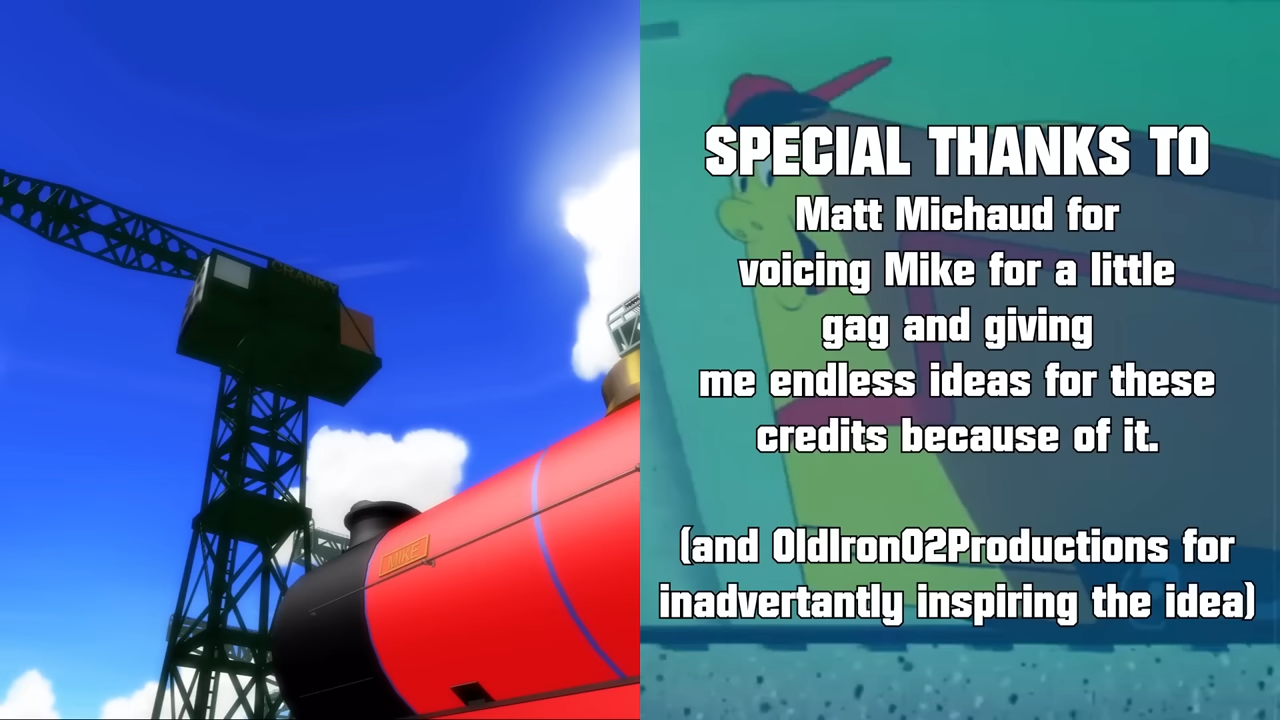 CRANKY
MIKE
SPECIAL THANKS TO
Matt Michaud for
voicing Mike for a little
gag and giving
me endless ideas for these
credits because of it.
(and OldIron02Productions for
inadvertantly inspiring the idea)